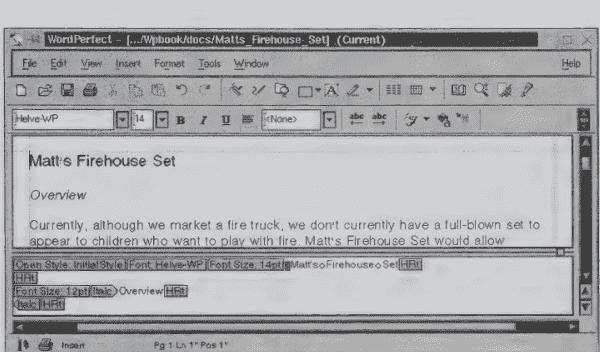 WordPerfect – [.../Wpbook/docs/Matts_Firehouse- Set] (Current)
File Edit View Insert Format Tools Window Help
Helve-WP 14 B I U <None> abc abc
Matt's Firehouse Set
Overview
Currently, although we market a fire truck, we don't currently have a full-blown set to
appear to children who want to play with fire. Matt's Firehouse Set would allow
Open Style: InitialStyle Font: Helve-WP Font Size: 14pt Matt's◇Firehouse◇Set HRt
HRt
Font Size: 12pt Italc Overview HRt
Italc HRt
Insert Pg 1 Ln 1" Pos 1"